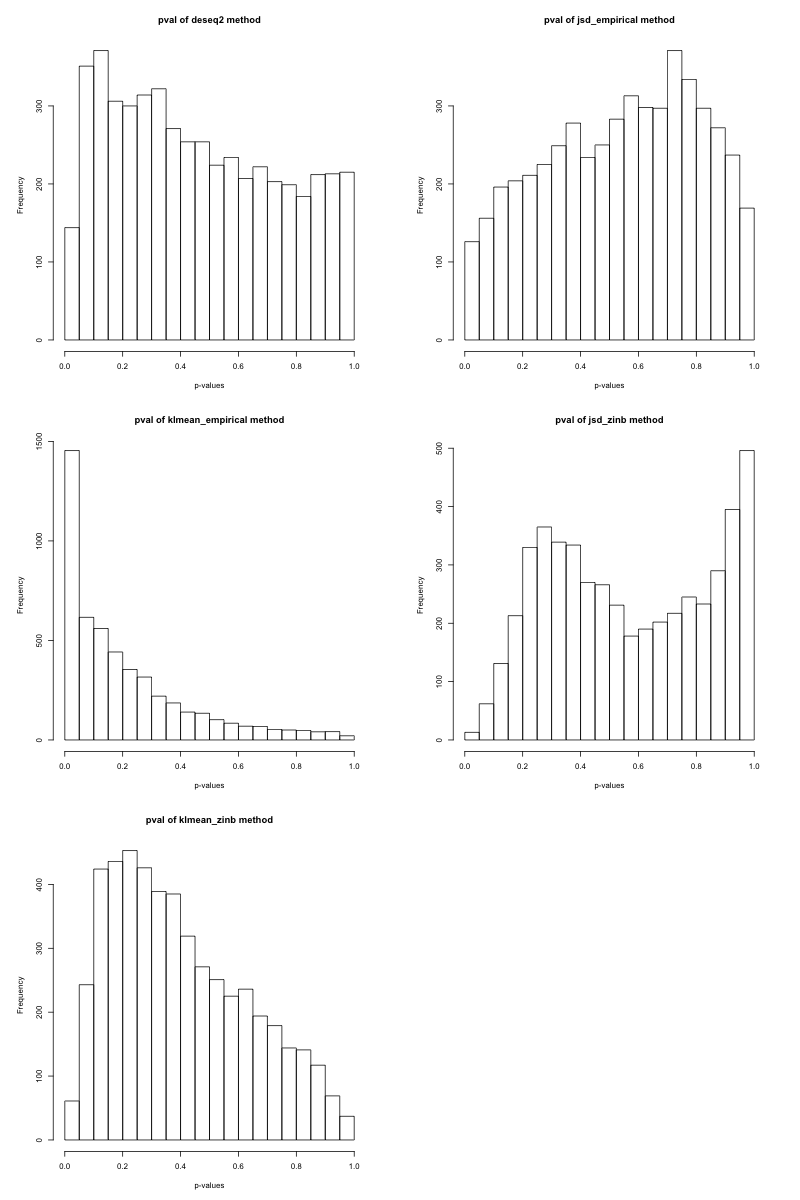 pval of deseq2 method
Frequency
0
100
200
300
0.0 0.2 0.4 0.6 0.8 1.0
p-values
pval of jsd_empirical method
Frequency
0
100
200
300
0.0 0.2 0.4 0.6 0.8 1.0
p-values
pval of klmean_empirical method
Frequency
0
500
1000
1500
0.0 0.2 0.4 0.6 0.8 1.0
p-values
pval of jsd_zinb method
Frequency
0
100
200
300
400
500
0.0 0.2 0.4 0.6 0.8 1.0
p-values
pval of klmean_zinb method
Frequency
0
100
200
300
400
0.0 0.2 0.4 0.6 0.8 1.0
p-values